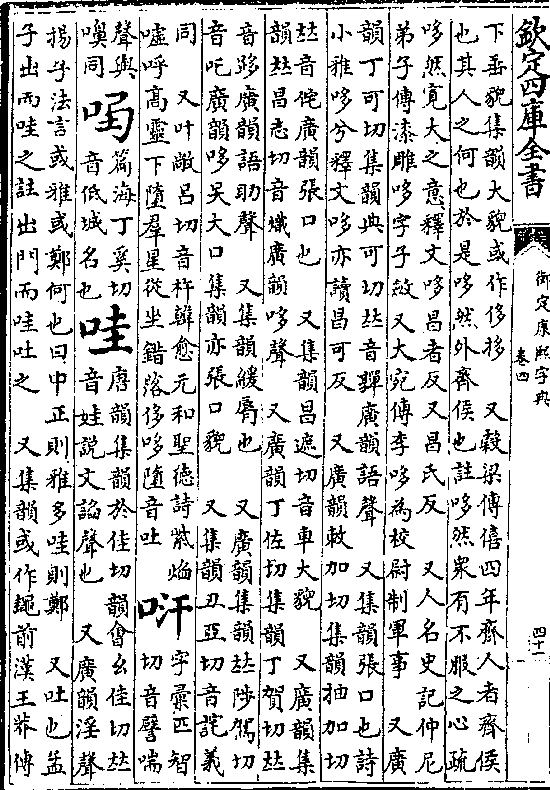 欽定四庫全書
御定康熙字典
卷四
四十一
下垂貌集韻大貌或作侈拸 又穀梁傳僖四年齊人者齊侯
也其人之何也於是哆然外齊侯也註哆然衆有不服之心疏
哆然寛大之意釋文哆昌者反又昌氏反 又人名史記仲尼
弟子傳漆雕哆字子斂 又大宛傳李哆為校尉制軍事 又廣
韻丁可切集韻典可切𠀤音嚲廣韻語聲 又集韻張口也詩
小雅哆兮釋文哆亦讀昌可反 又廣韻敕加切集韻抽加切
𠀤音侘廣韻張口也 又集韻昌遮切音車大貌 又廣韻集
韻𠀤昌志切音熾廣韻哆聲 又廣韻丁佐切集韻丁賀切𠀤
音跢廣韻語助聲 又集韻緩脣也 又廣韻集韻𠀤陟駕切
音吒廣韻哆吴大口集韻亦張口貌 又集韻丑亞切音詫義
同 又叶敞呂切音杵韓愈元和聖德詩紫焔
噓呼高靈下墮羣星從坐錯落侈哆墮音吐
字彙匹智
切音譬喘
聲與
嚊同
篇海丁奚切
音低城名也
哇
唐韻集韻於佳切韻會幺佳切𠀤
音娃說文諂聲也 又廣韻淫聲
揚子法言或雅或鄭何也曰中正則雅多哇則鄭 又吐也孟
子出而哇之註出門而哇吐之 又集韻或作䵷前漢王莽傳